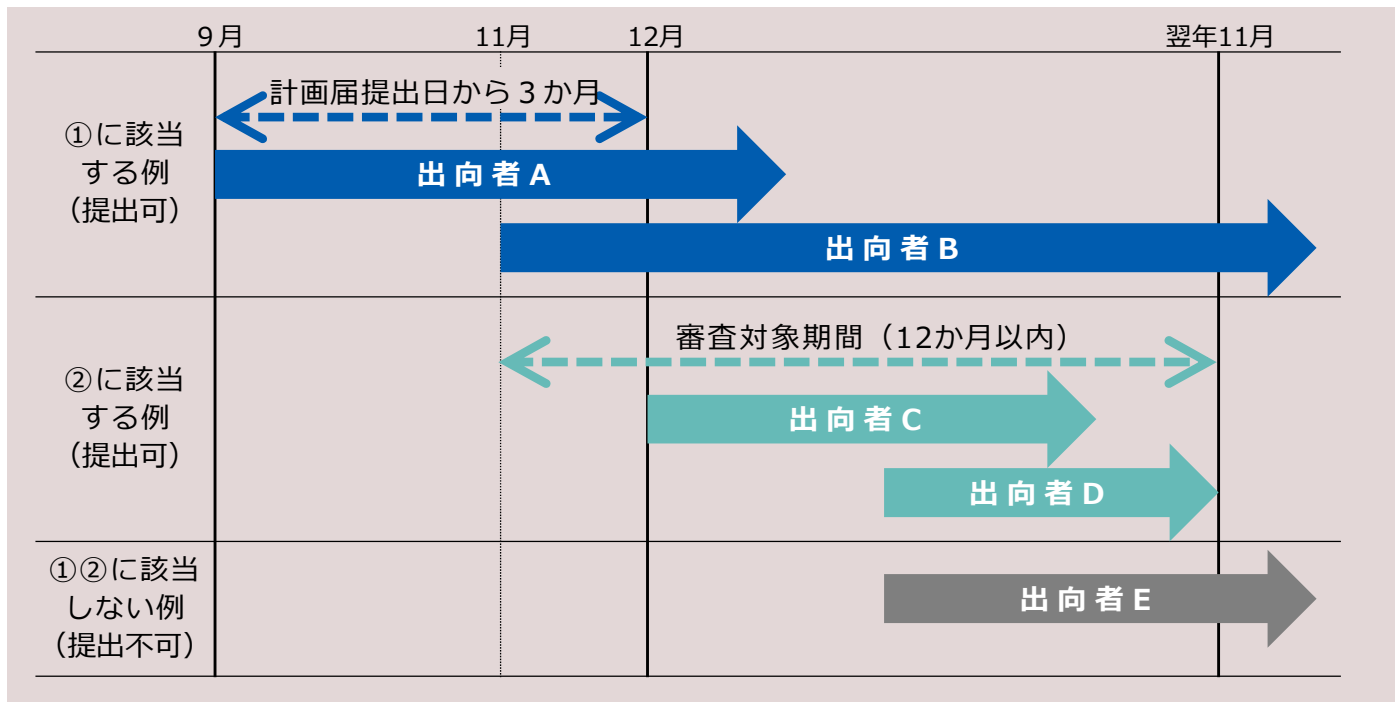 9月
11月
12月
翌年11月
計画届提出日から３か月
①に該当
する例
（提出可）
出向者A
出向者B
審査対象期間（12か月以内）
②に該当
する例
（提出可）
出向者C
出向者D
①②に該当
しない例
（提出不可）
出向者E